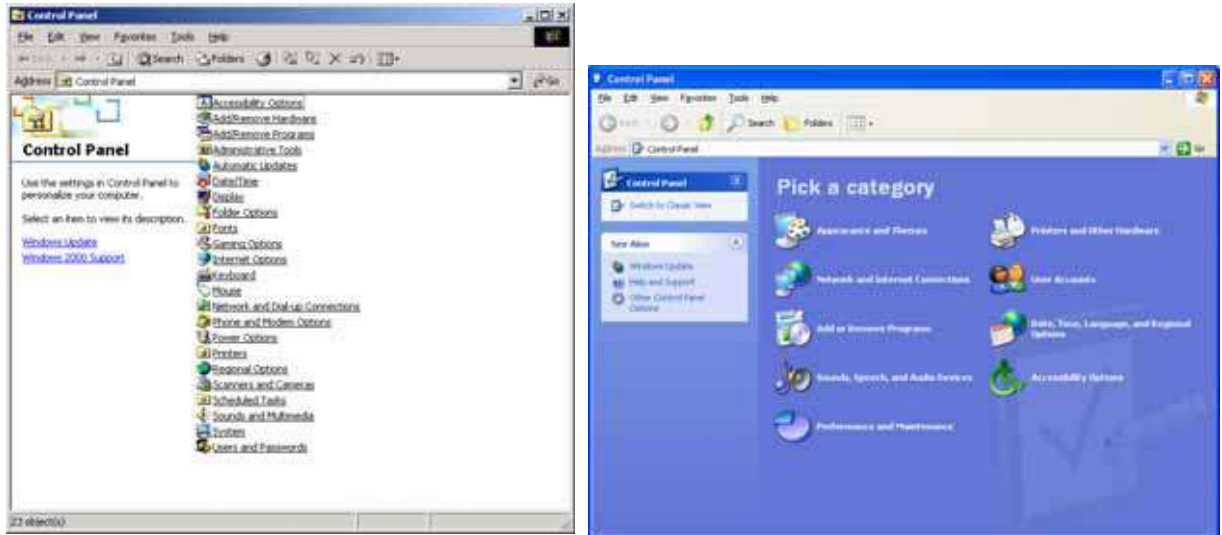 Control Panel
File Edit View Favorites Tools Help
Search Folders
Address Control Panel Go
Control Panel
Use the settings in Control Panel to
personalize your computer.
Select an item to view its description.
Windows Update
Windows 2000 Support
Accessibility Options
Add/Remove Hardware
Add/Remove Programs
Administrative Tools
Automatic Updates
Date/Time
Display
Folder Options
Fonts
Gaming Options
Internet Options
Keyboard
Mouse
Network and Dial-up Connections
Phone and Modem Options
Power Options
Printers
Regional Options
Scanners and Cameras
Scheduled Tasks
Sounds and Multimedia
System
Users and Passwords
23 object(s)
Control Panel
File Edit View Favorites Tools Help
Search Folders
Address Control Panel Go
Control Panel
Switch to Classic View
See Also
Windows Update
Help and Support
Other Control Panel
Options
Pick a category
Appearance and Themes
Printers and Other Hardware
Network and Internet Connections
User Accounts
Add or Remove Programs
Date, Time, Language, and Regional
Options
Sounds, Speech, and Audio Devices
Accessibility Options
Performance and Maintenance